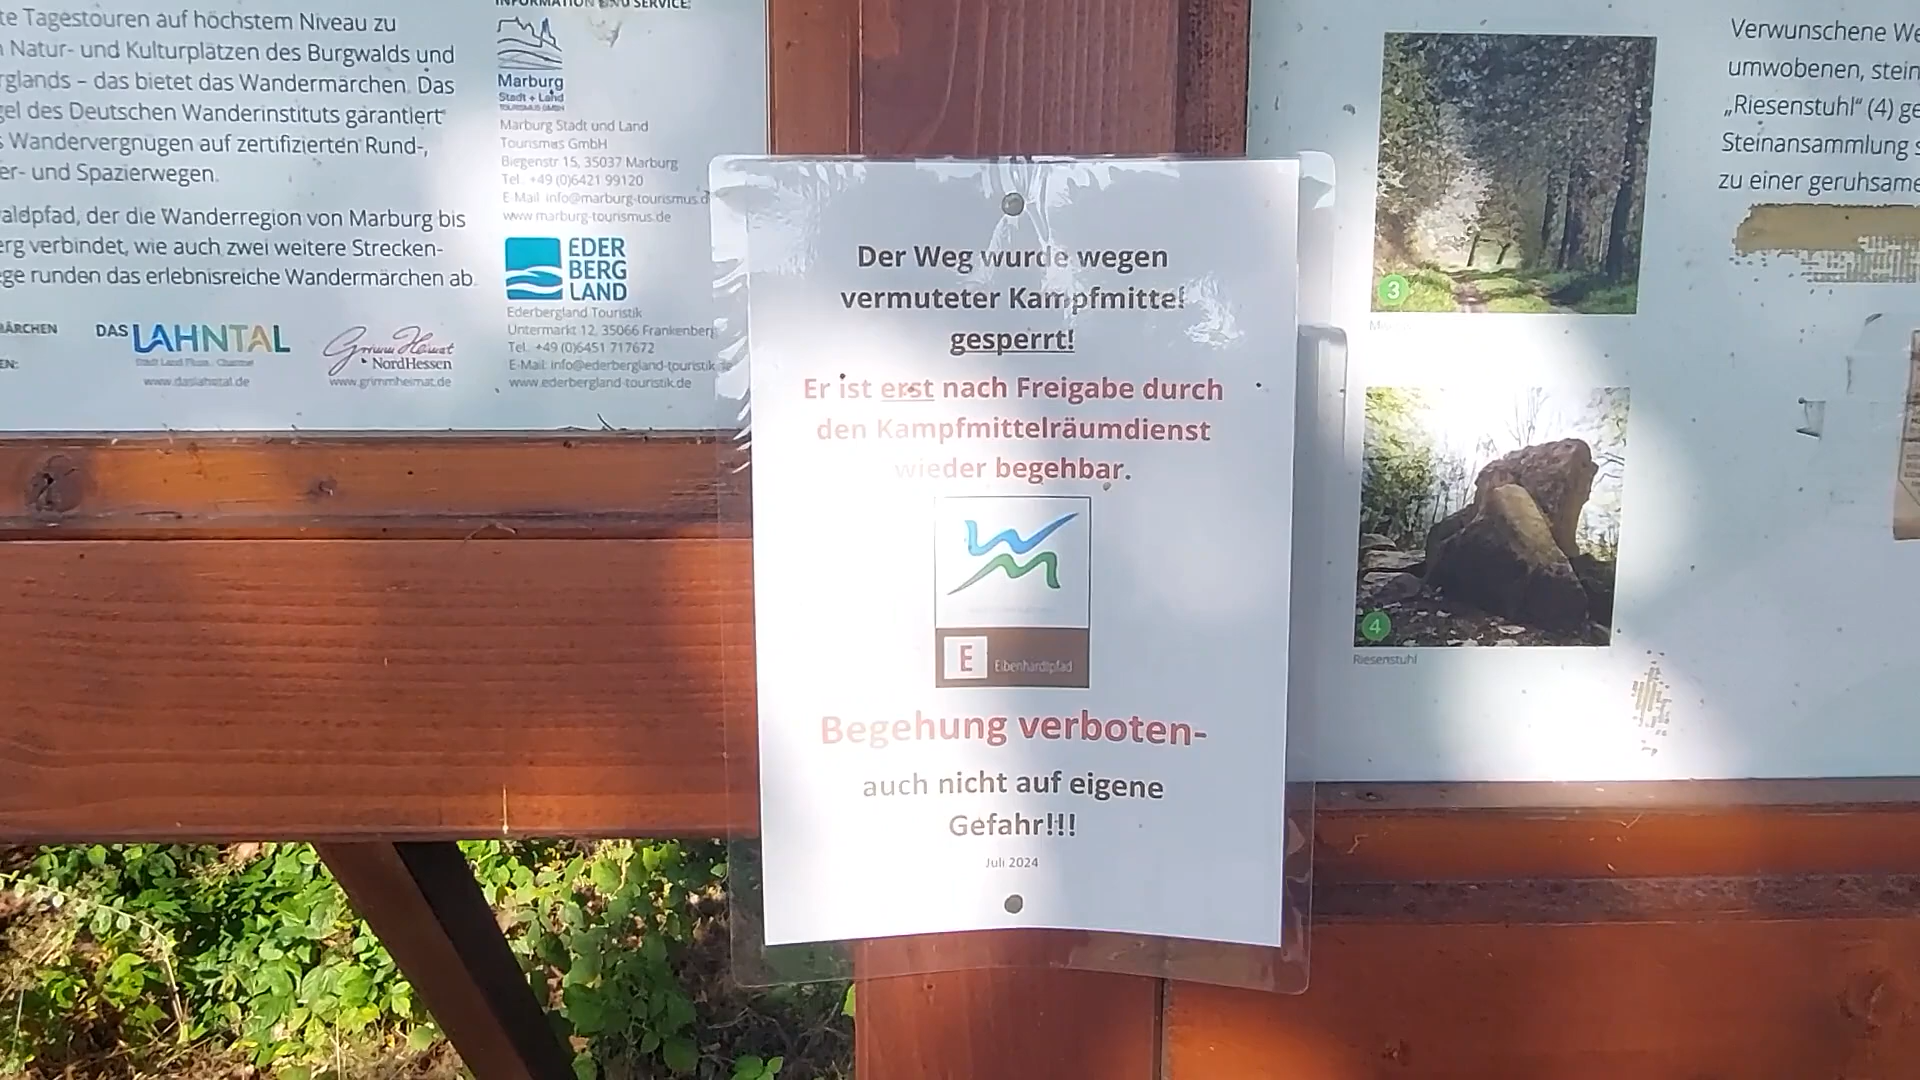 te Tagestouren auf höchstem Niveau zu
Natur- und Kulturplätzen des Burgwalds und
rglands – das bietet das Wandermärchen. Das
gel des Deutschen Wanderinstituts garantiert
Wandervergnügen auf zertifizierten Rund-,
er- und Spazierwegen.
aldpfad, der die Wanderregion von Marburg bis
erg verbindet, wie auch zwei weitere Strecken-
ge runden das erlebnisreiche Wandermärchen ab.
ÄRCHEN
EN:
DAS LAHNTAL
www.daslahntal.de
Grimm Heimat
NordHessen
www.grimmheimat.de
INFORMATION UND SERVICE:
Marburg
Stadt + Land
TOURISMUS GMBH
Marburg Stadt und Land
Tourismus GmbH
Biegenstr. 15, 35037 Marburg
Tel. +49 (0)6421 99120
E-Mail: info@marburg-tourismus.d
www.marburg-tourismus.de
EDER
BERG
LAND
Ederbergland Touristik
Untermarkt 12, 35066 Frankenberg
Tel. +49 (0)6451 717672
E-Mail: info@ederbergland-touristik.de
www.ederbergland-touristik.de
Der Weg wurde wegen
vermuteter Kampfmittel
gesperrt!
Er ist erst nach Freigabe durch
den Kampfmittelräumdienst
wieder begehbar.
E Eibenhardtpfad
Begehung verboten-
auch nicht auf eigene
Gefahr!!!
Juli 2024
3
4
Riesenstuhl
Verwunschene We
umwobenen, stein
„Riesenstuhl“ (4) ge
Steinansammlung s
zu einer geruhsame